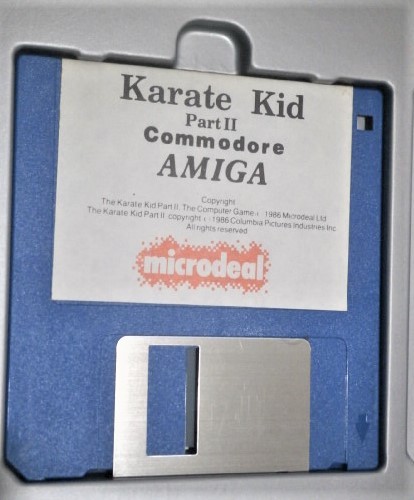 Karate Kid
Part II
Commodore
AMIGA
Copyright
The Karate Kid Part II. The Computer Game: 1986 Microdeal Ltd
The Karate Kid Part II. copyright : 1986 Columbia Pictures Industries Inc
All rights reserved
microdeal